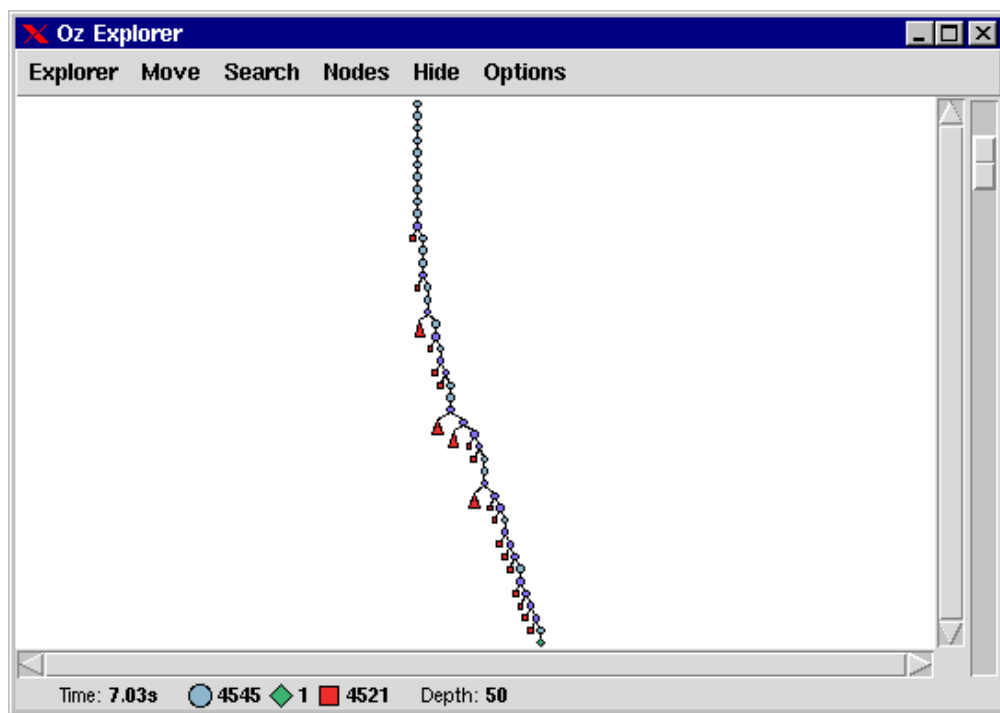 Oz Explorer
Explorer Move Search Nodes Hide Options
Time: 7.03s 4545 1 4521 Depth: 50